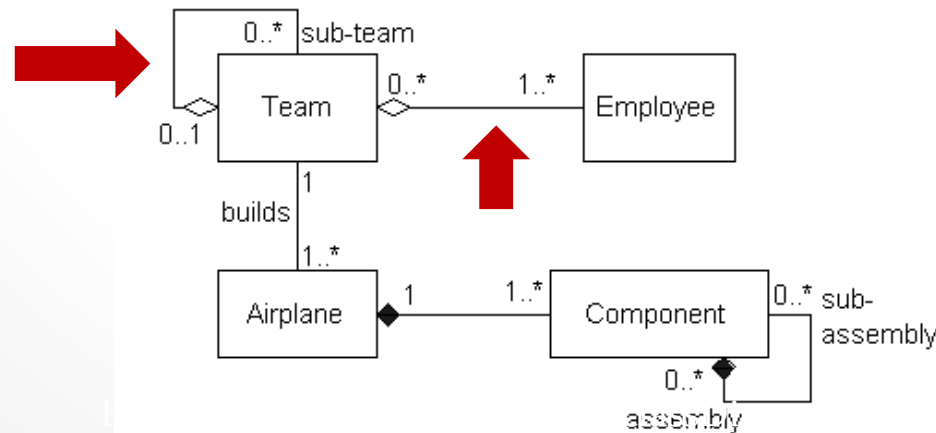 0..* sub-team
Team
0..* 1..*
Employee
0..1
1
builds
1..*
Airplane
1 1..*
Component
0..* sub-
assembly
0..*
assembly